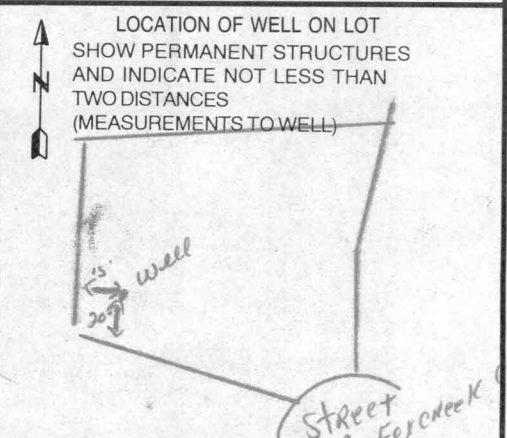 LOCATION OF WELL ON LOT
SHOW PERMANENT STRUCTURES
AND INDICATE NOT LESS THAN
TWO DISTANCES
(MEASUREMENTS TO WELL)
N
15'
Well
20'
Street
Foxcreek